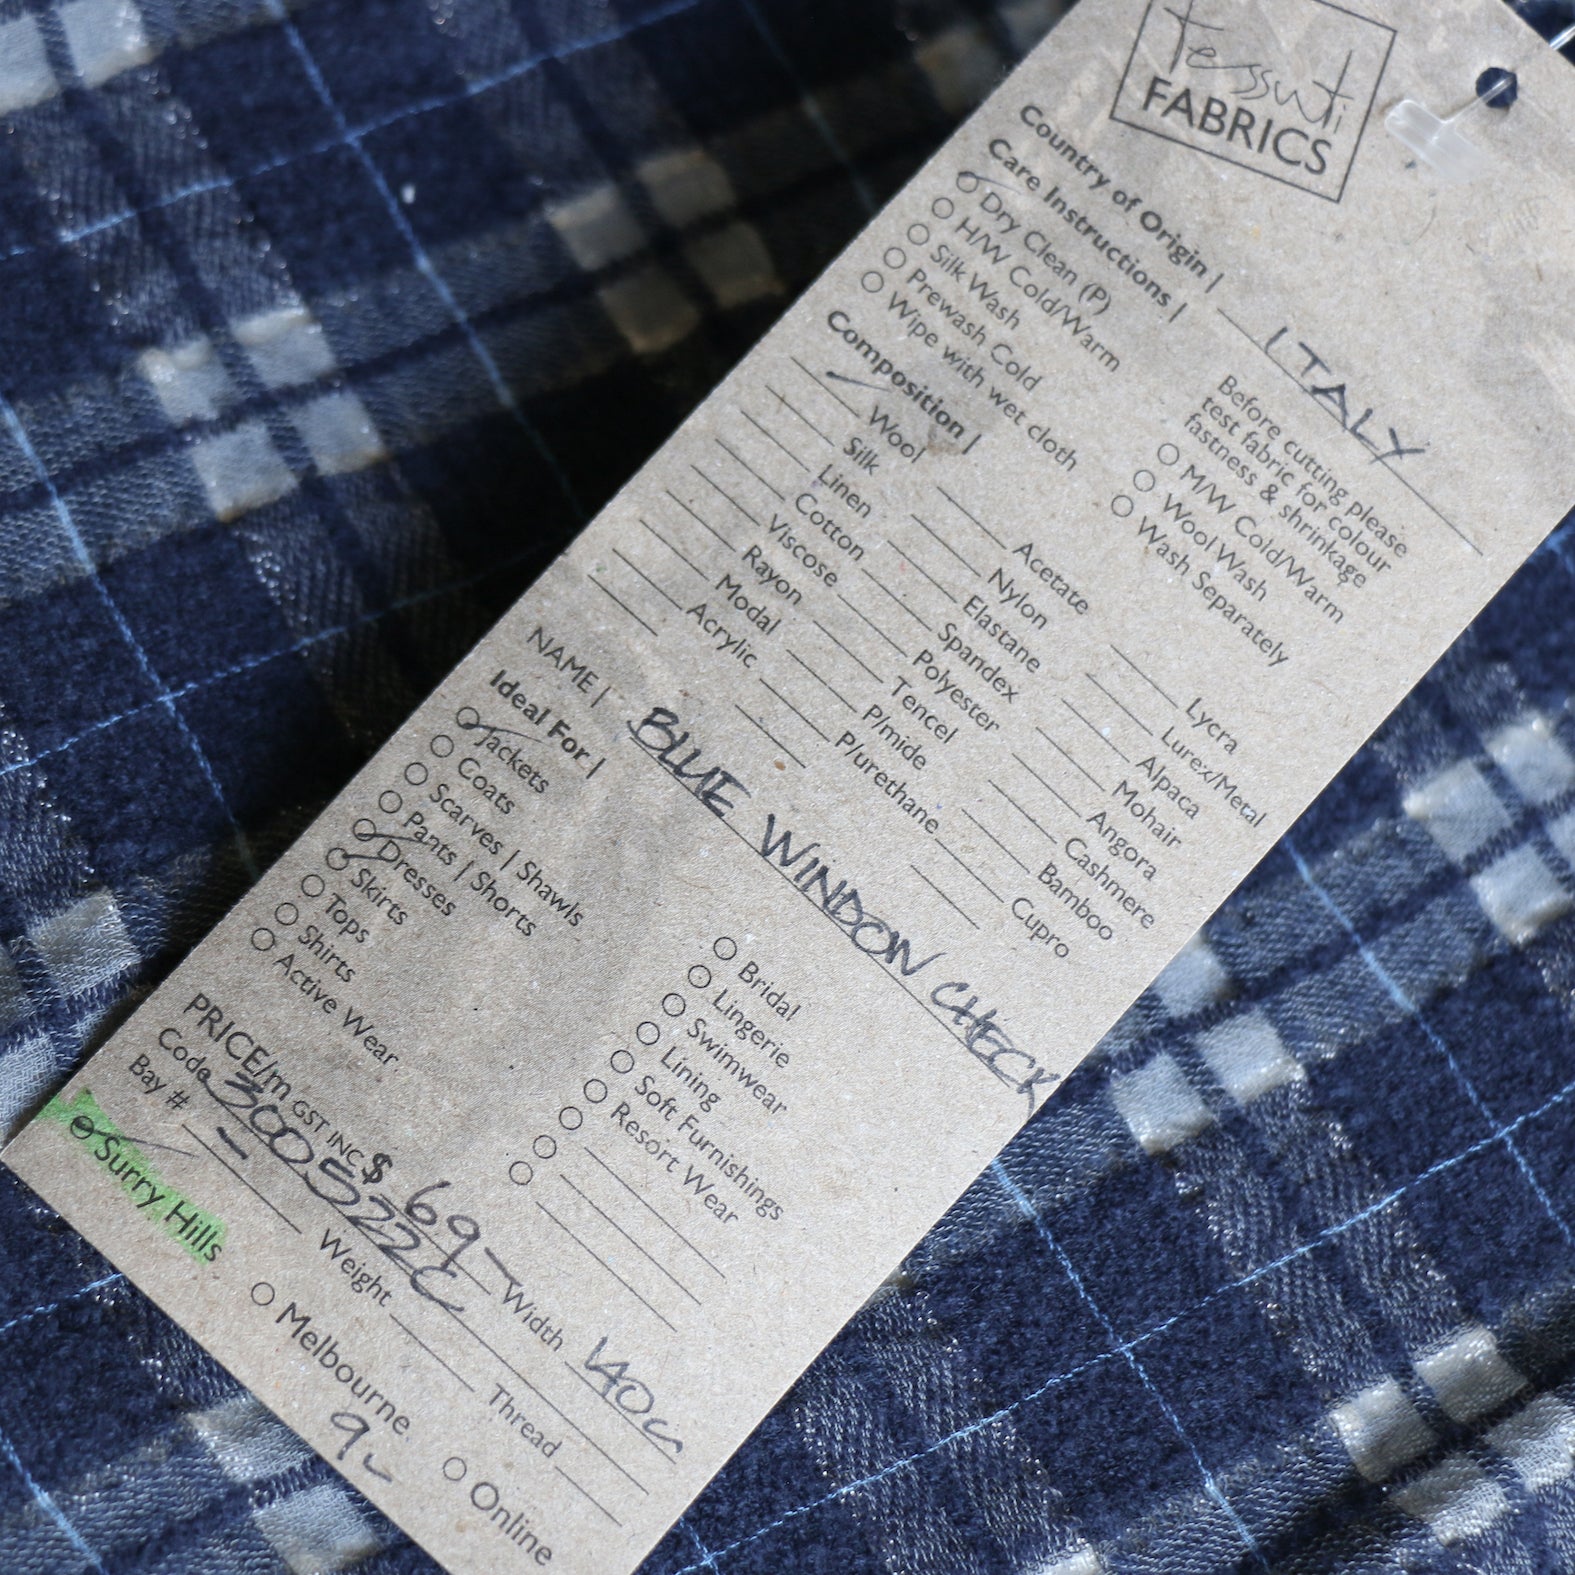 Tessuti
FABRICS
Country of Origin | ITALY
Care Instructions |
Dry Clean (P)
H/W Cold/Warm
Silk Wash
Prewash Cold
Wipe with wet cloth
Before cutting please
test fabric for colour
fastness & shrinkage
M/W Cold/Warm
Wool Wash
Wash Separately
Composition |
Wool
Silk
Linen
Cotton
Viscose
Rayon
Modal
Acrylic
Acetate
Nylon
Elastane
Spandex
Polyester
Tencel
P/mide
P/urethane
Lycra
Lurex/Metal
Alpaca
Mohair
Angora
Cashmere
Bamboo
Cupro
NAME | BLUE WINDOW CHECK
Ideal For |
Jackets
Coats
Scarves | Shawls
Pants | Shorts
Dresses
Skirts
Tops
Shirts
Active Wear
Bridal
Lingerie
Swimwear
Lining
Soft Furnishings
Resort Wear
PRICE/m GST INC $ 69- Width 140c
Code 300522C
Bay # - Weight Thread
Surry Hills Melbourne Online